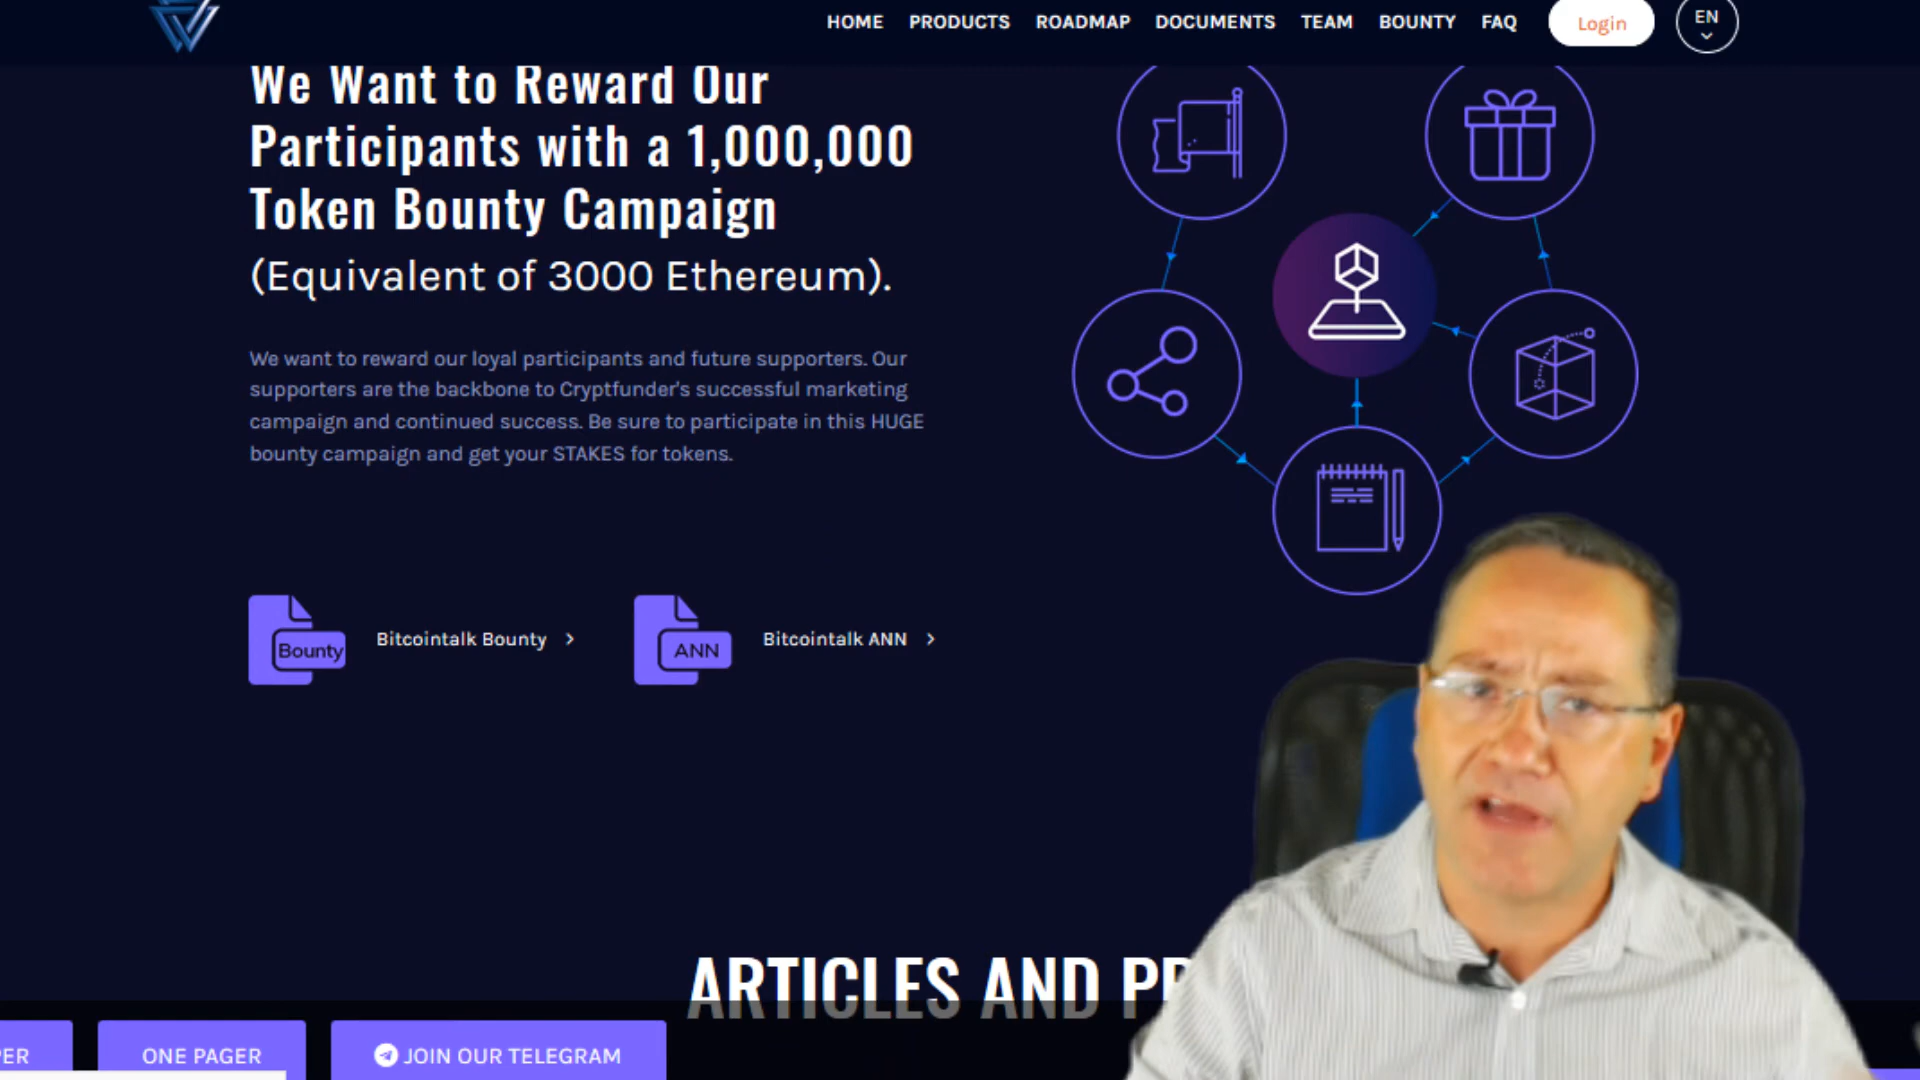 HOME PRODUCTS ROADMAP DOCUMENTS TEAM BOUNTY FAQ Login EN
We Want to Reward Our
Participants with a 1,000,000
Token Bounty Campaign
(Equivalent of 3000 Ethereum).
We want to reward our loyal participants and future supporters. Our
supporters are the backbone to Cryptfunder's successful marketing
campaign and continued success. Be sure to participate in this HUGE
bounty campaign and get your STAKES for tokens.
Bounty Bitcointalk Bounty > ANN Bitcointalk ANN >
ARTICLES AND PR
PER ONE PAGER JOIN OUR TELEGRAM